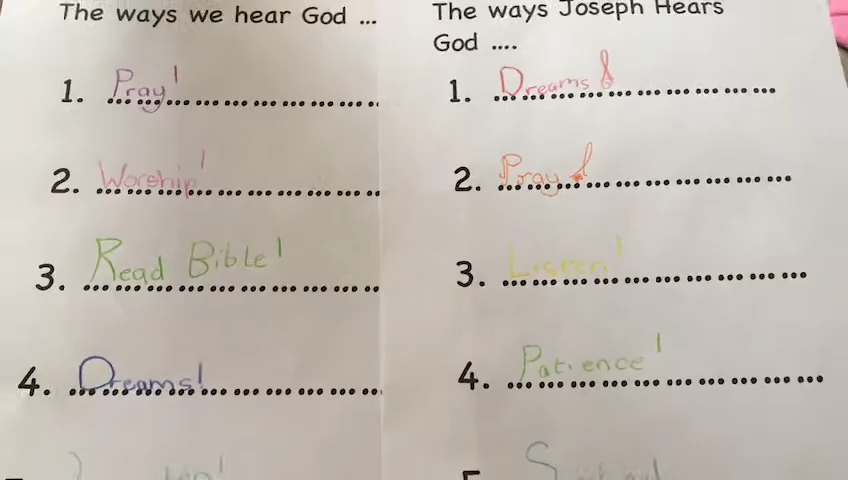 The ways we hear God ...
1. Pray!
2. Worship!
3. Read Bible!
4. Dreams!
The ways Joseph Hears
God ....
1. Dreams!
2. Pray!
3. Listen!
4. Patience!